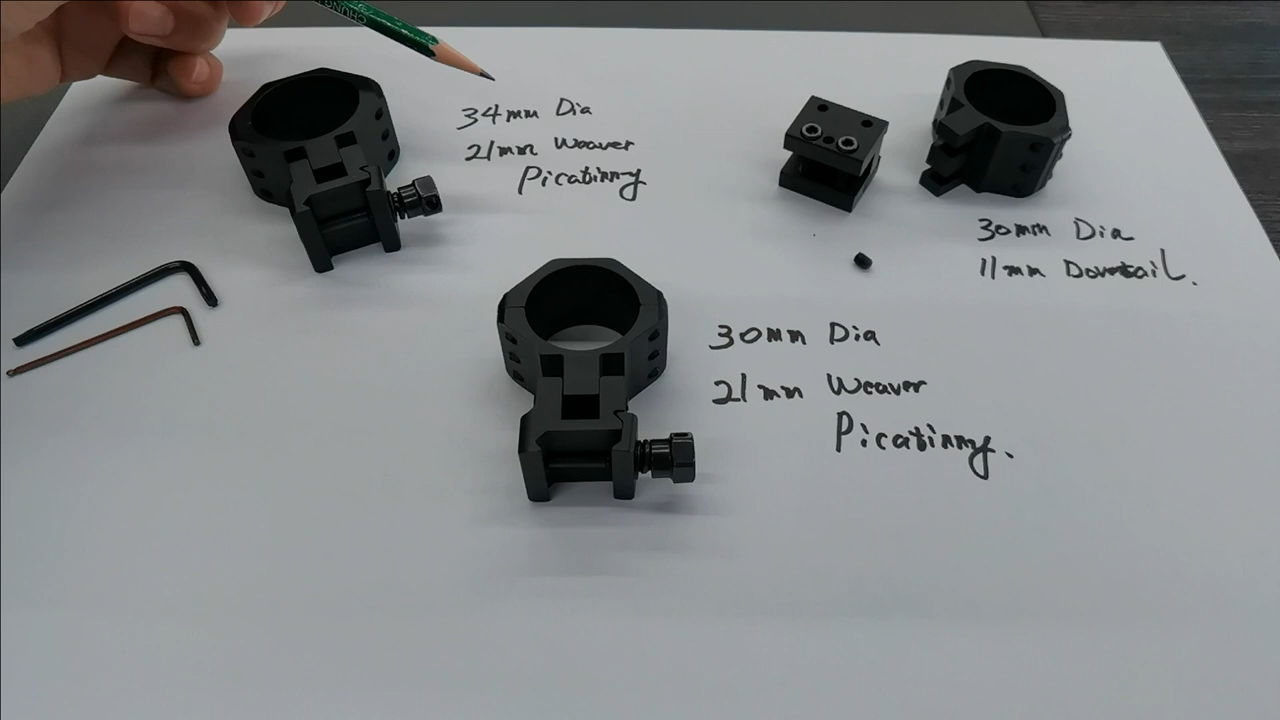 34mm Dia
21mm Weaver
Picatinny
30mm Dia
11mm Dovetail.
30mm Dia
21mm Weaver
Picatinny.